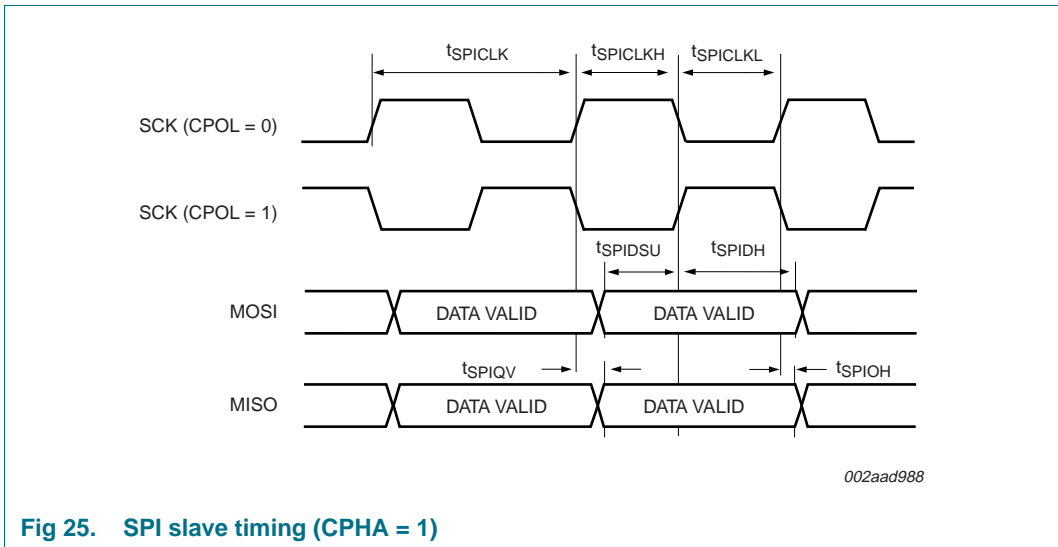 tSPICLK tSPICLKH tSPICLKL
SCK (CPOL = 0)
SCK (CPOL = 1)
tSPIDSU tSPIDH
MOSI DATA VALID DATA VALID
tSPIQV tSPIOH
MISO DATA VALID DATA VALID
002aad988
Fig 25. SPI slave timing (CPHA = 1)